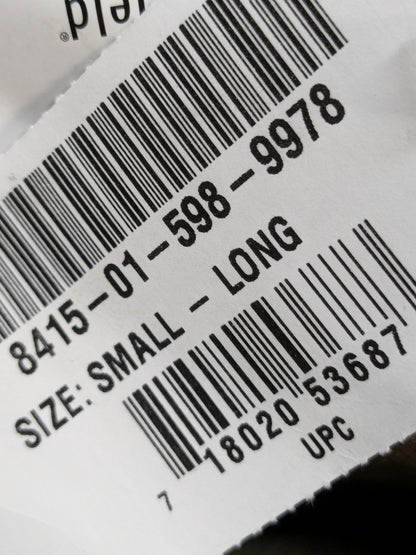 8415-01-598-9978
SIZE: SMALL - LONG
7 18020 53687
UPC